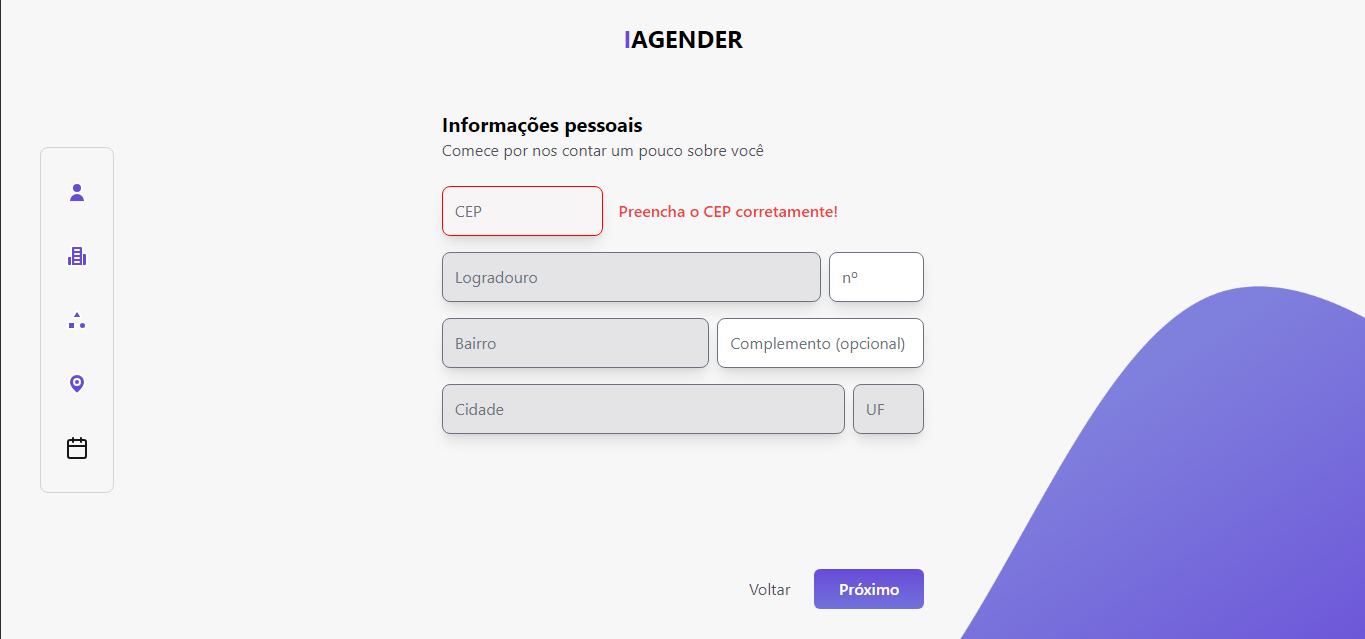 IAGENDER
Informações pessoais
Comece por nos contar um pouco sobre você
CEP Preencha o CEP corretamente!
Logradouro nº
Bairro Complemento (opcional)
Cidade UF
Voltar Próximo